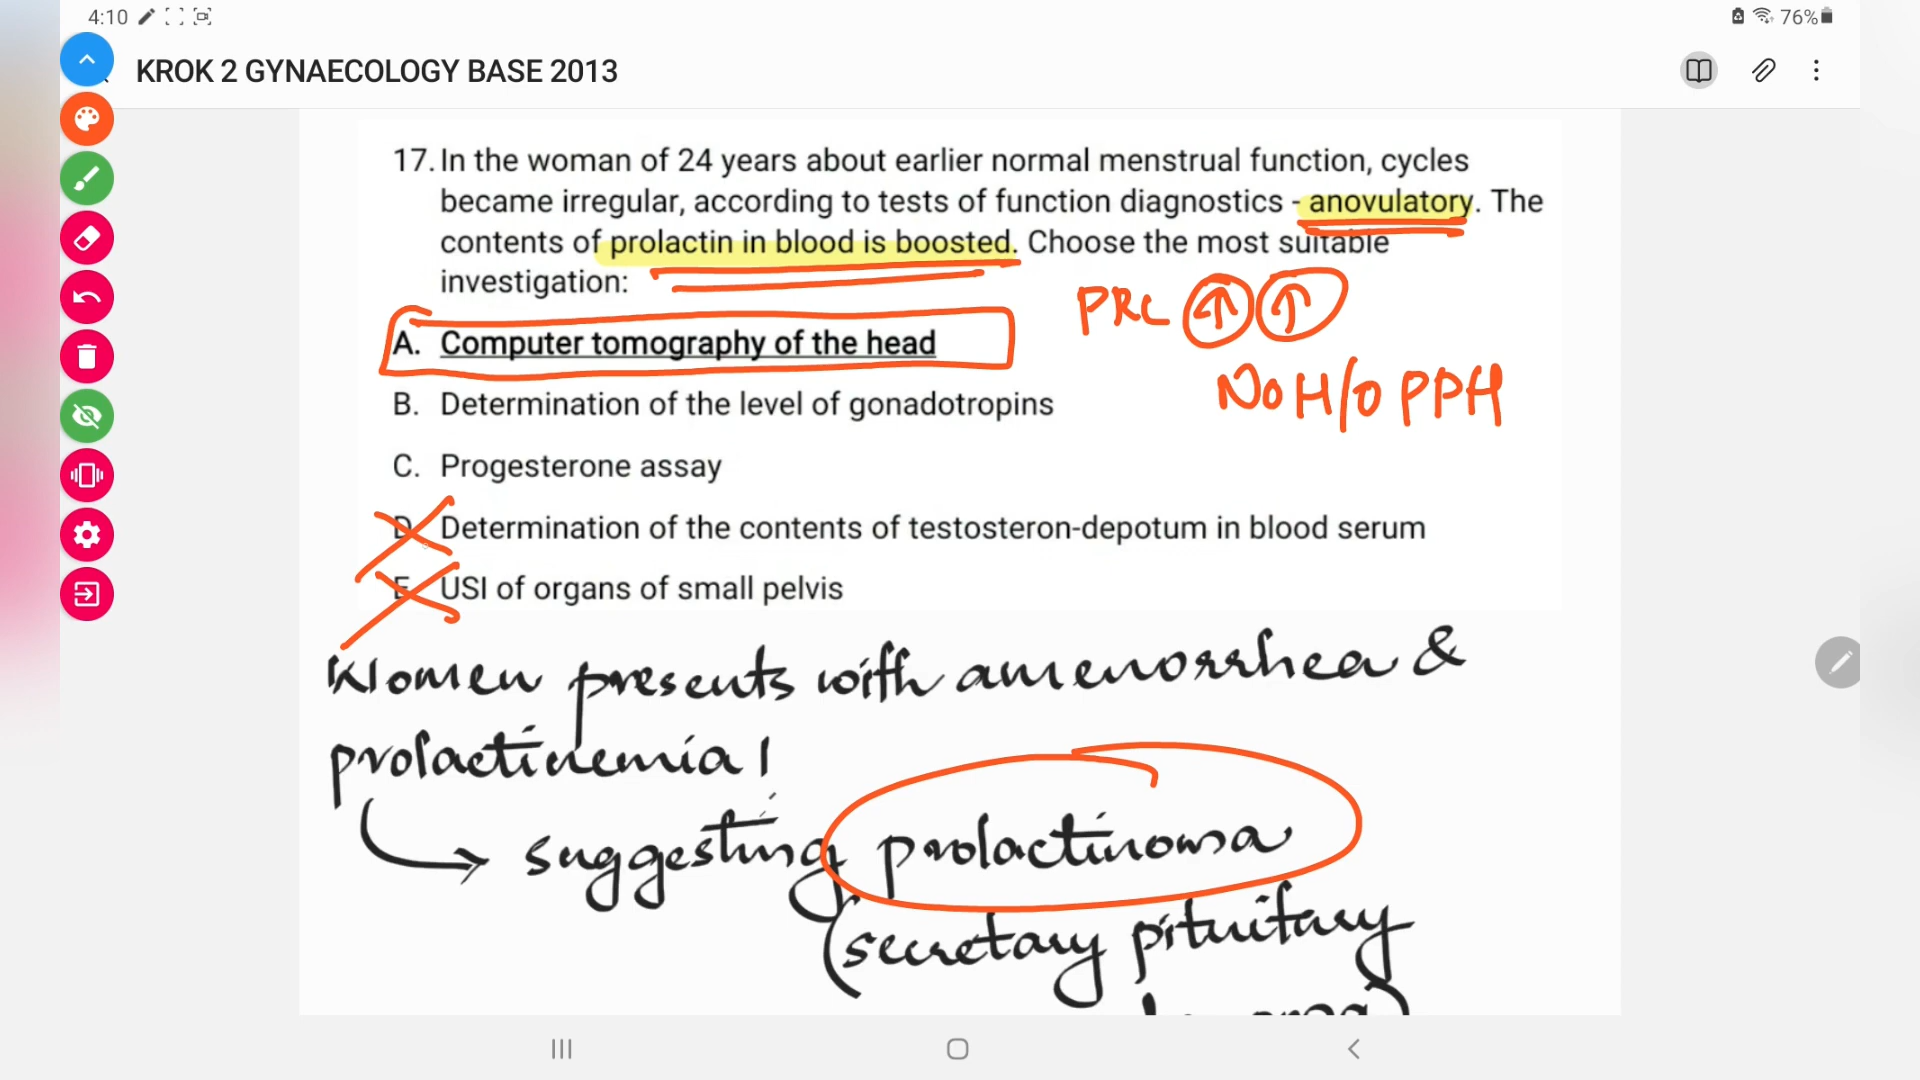 4:10
76%
KROK 2 GYNAECOLOGY BASE 2013
17. In the woman of 24 years about earlier normal menstrual function, cycles
became irregular, according to tests of function diagnostics - anovulatory. The
contents of prolactin in blood is boosted. Choose the most suitable
investigation:
PRL ↑ ↑
A. Computer tomography of the head
No H/o PPH
B. Determination of the level of gonadotropins
C. Progesterone assay
D. Determination of the contents of testosteron-depotum in blood serum
E. USI of organs of small pelvis
Women presents with amenorrhea &
prolactinemia!
→ suggesting prolactinoma
(secretary pituitary